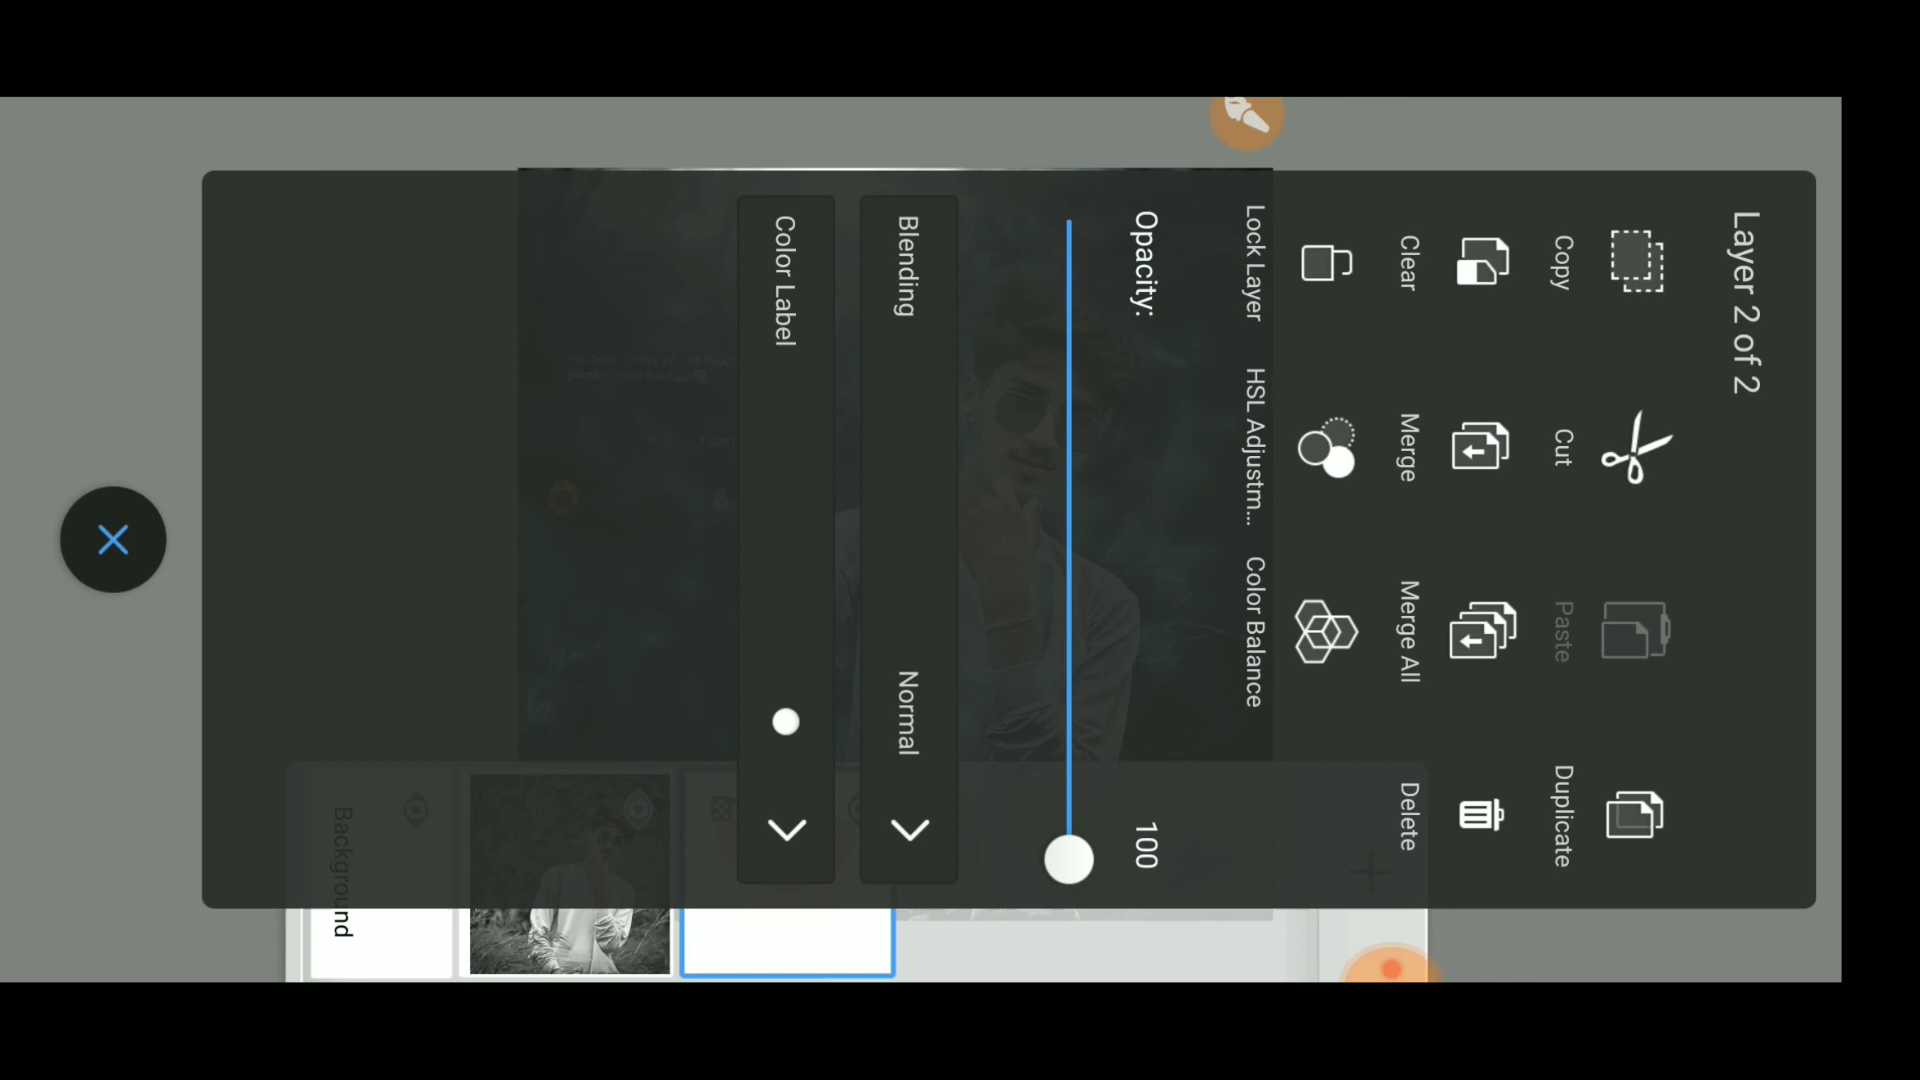 Layer 2 of 2
Copy
Cut
Paste
Duplicate
Clear
Merge
Merge All
Delete
Lock Layer
HSL Adjustm...
Color Balance
Opacity:
100
Blending
Normal
Color Label
Background